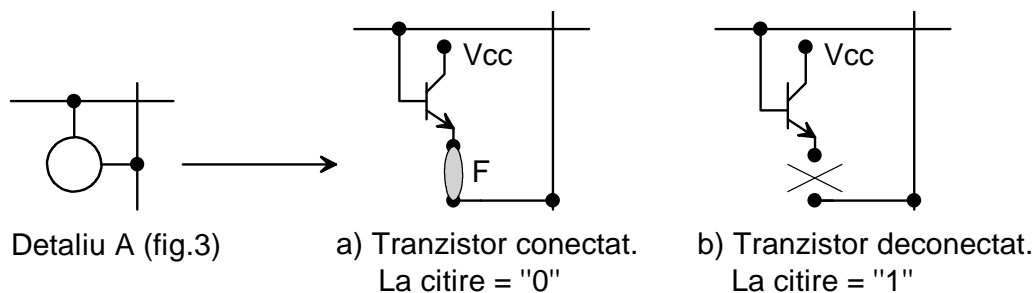 Vcc
Vcc
F
Detaliu A (fig.3)
a) Tranzistor conectat.
La citire = "0"
b) Tranzistor deconectat.
La citire = "1"